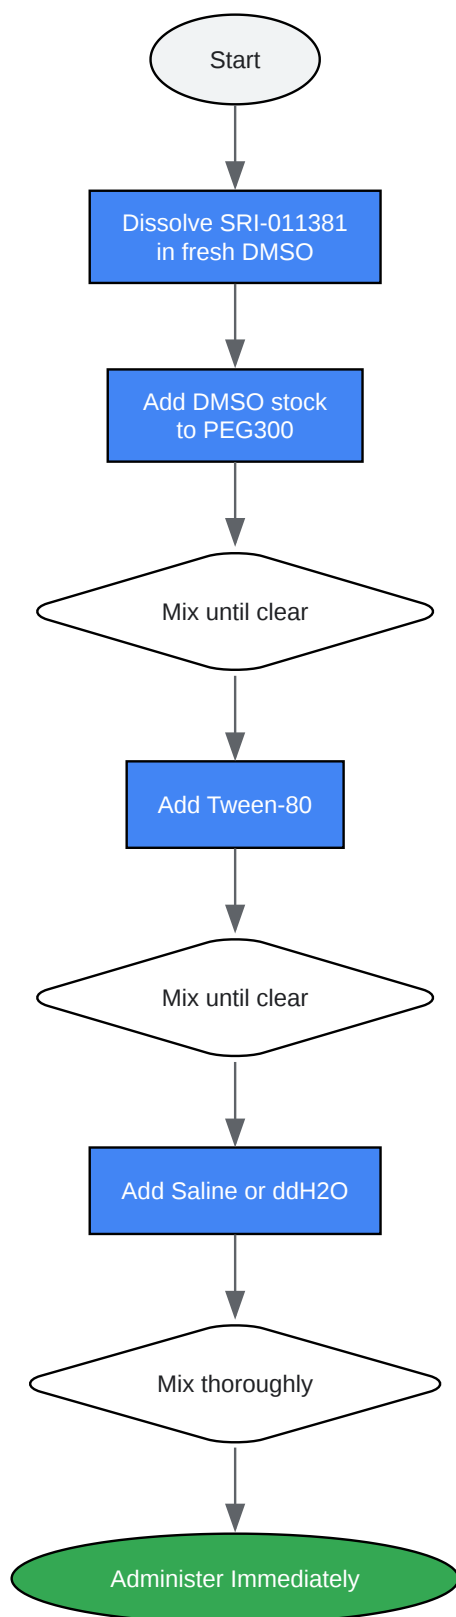 Start
Dissolve SRI-011381
in fresh DMSO
Add DMSO stock
to PEG300
Mix until clear
Add Tween-80
Mix until clear
Add Saline or ddH2O
Mix thoroughly
Administer Immediately